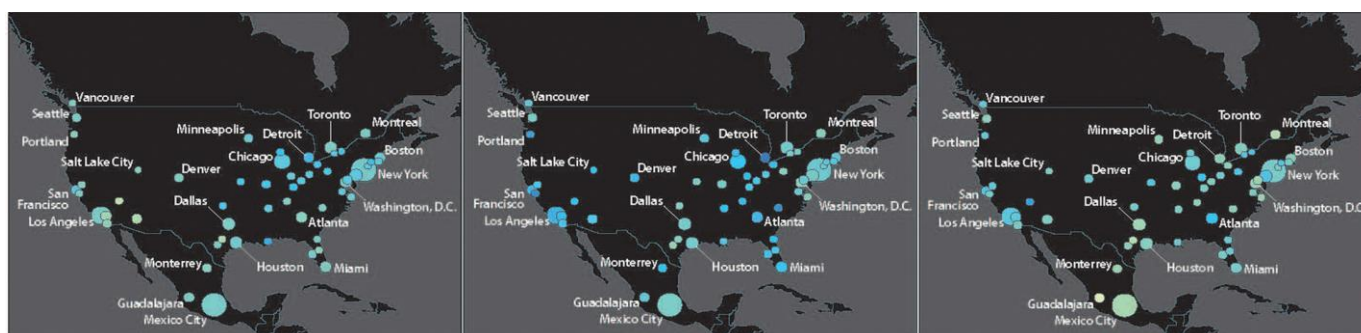 Vancouver
Seattle
Portland
Salt Lake City
San
Francisco
Los Angeles
Minneapolis
Detroit
Toronto
Montreal
Chicago
Denver
Boston
New York
Washington, D.C.
Dallas
Atlanta
Houston
Miami
Monterrey
Guadalajara
Mexico City
Vancouver
Seattle
Portland
Salt Lake City
San
Francisco
Los Angeles
Minneapolis
Detroit
Toronto
Montreal
Chicago
Denver
Boston
New York
Washington, D.C.
Dallas
Atlanta
Houston
Miami
Monterrey
Guadalajara
Mexico City
Vancouver
Seattle
Portland
Salt Lake City
San
Francisco
Los Angeles
Minneapolis
Detroit
Toronto
Montreal
Chicago
Denver
Boston
New York
Washington, D.C.
Dallas
Atlanta
Houston
Miami
Monterrey
Guadalajara
Mexico City